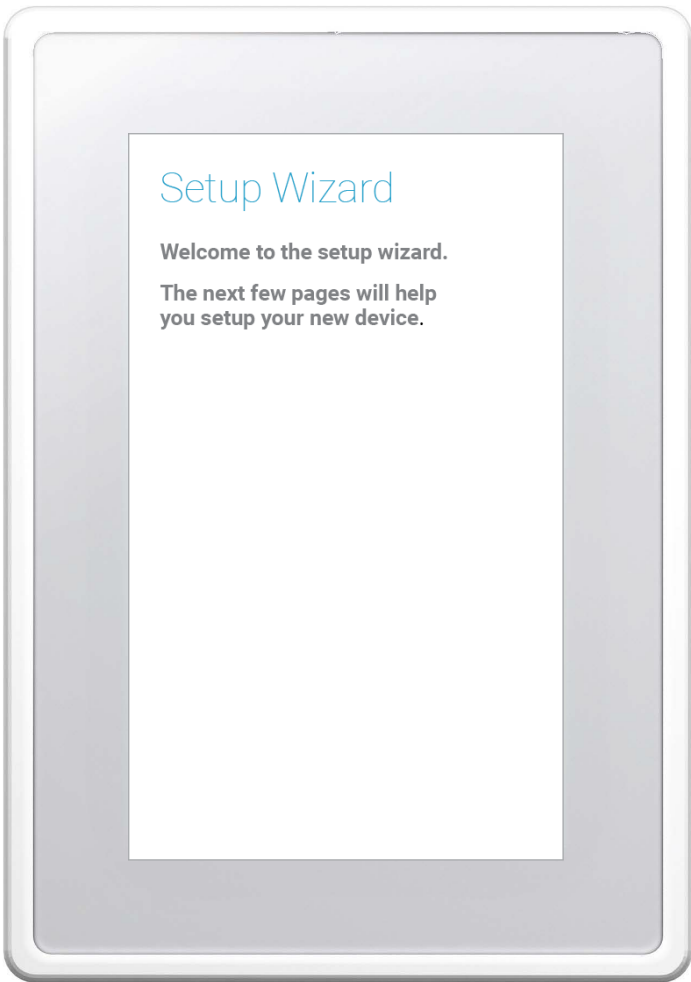 Setup Wizard
Welcome to the setup wizard.
The next few pages will help
you setup your new device.